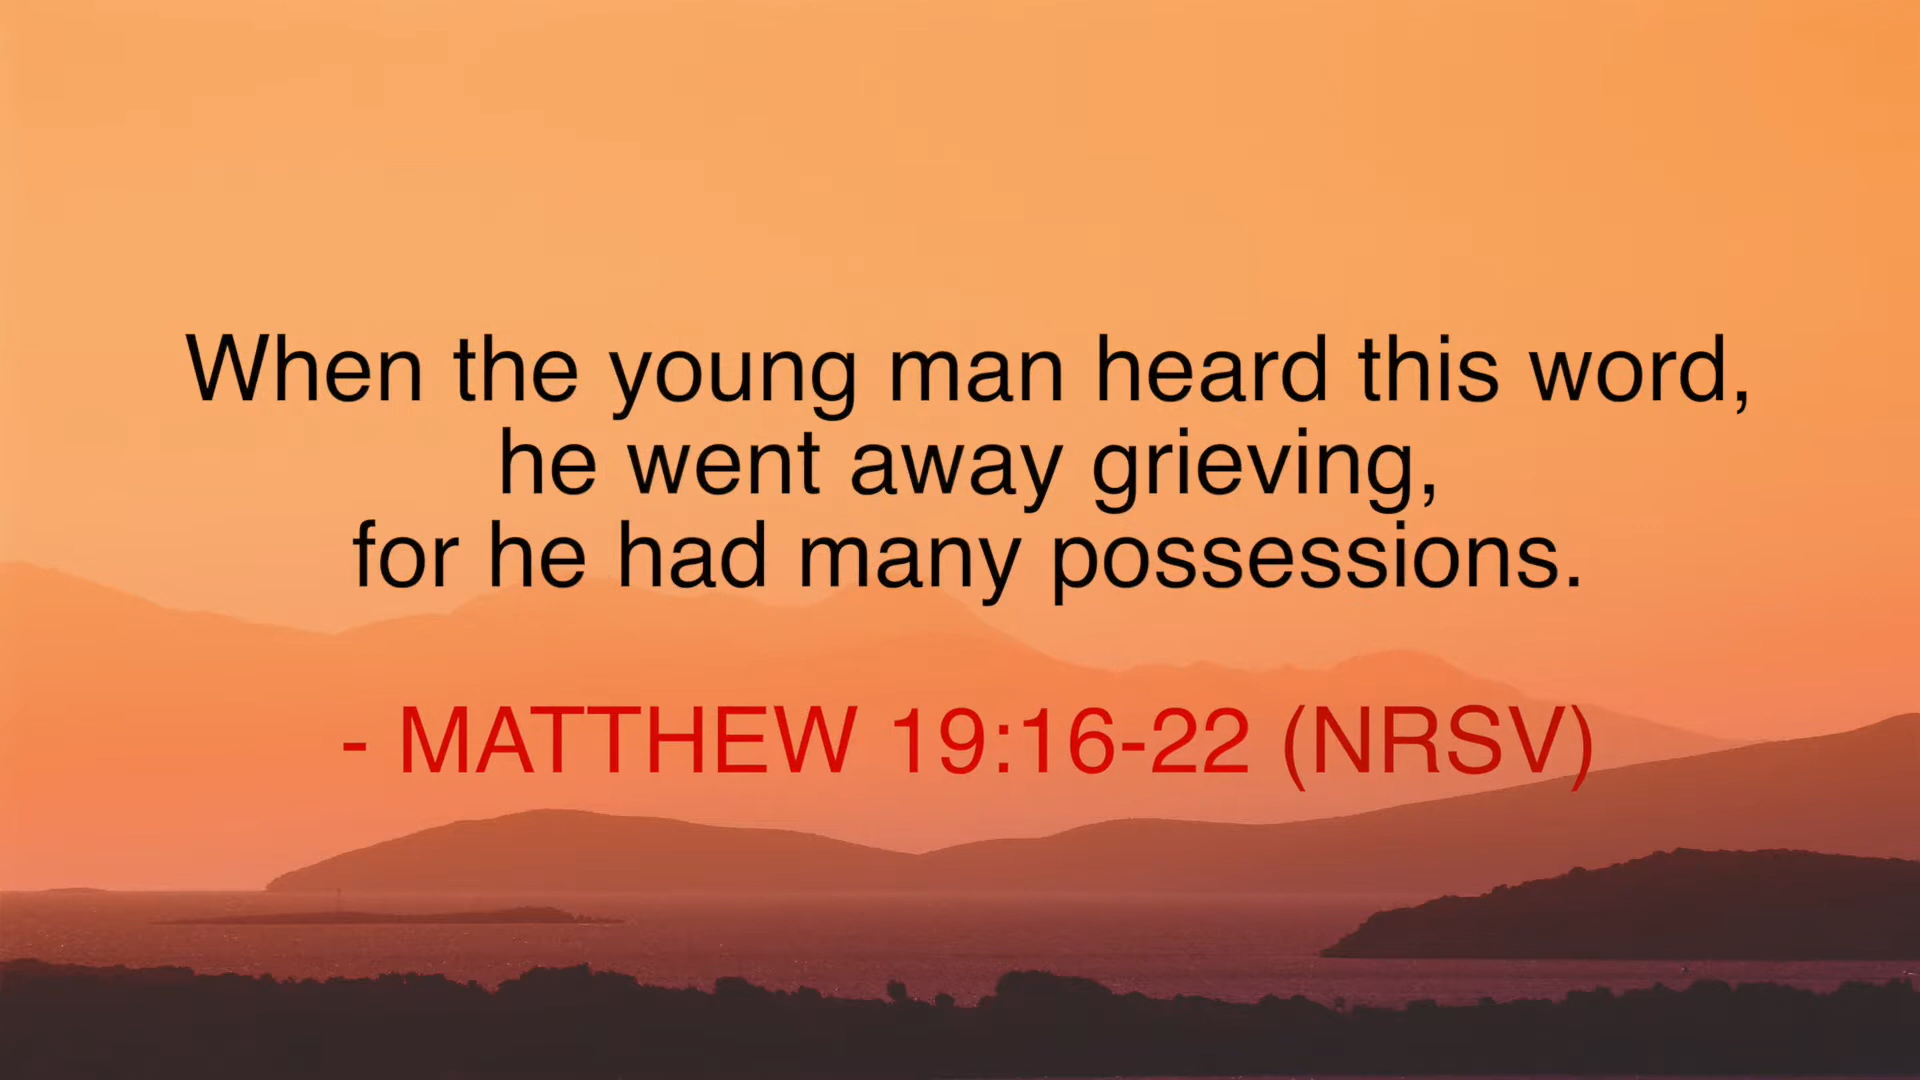 When the young man heard this word,
he went away grieving,
for he had many possessions.
- MATTHEW 19:16-22 (NRSV)